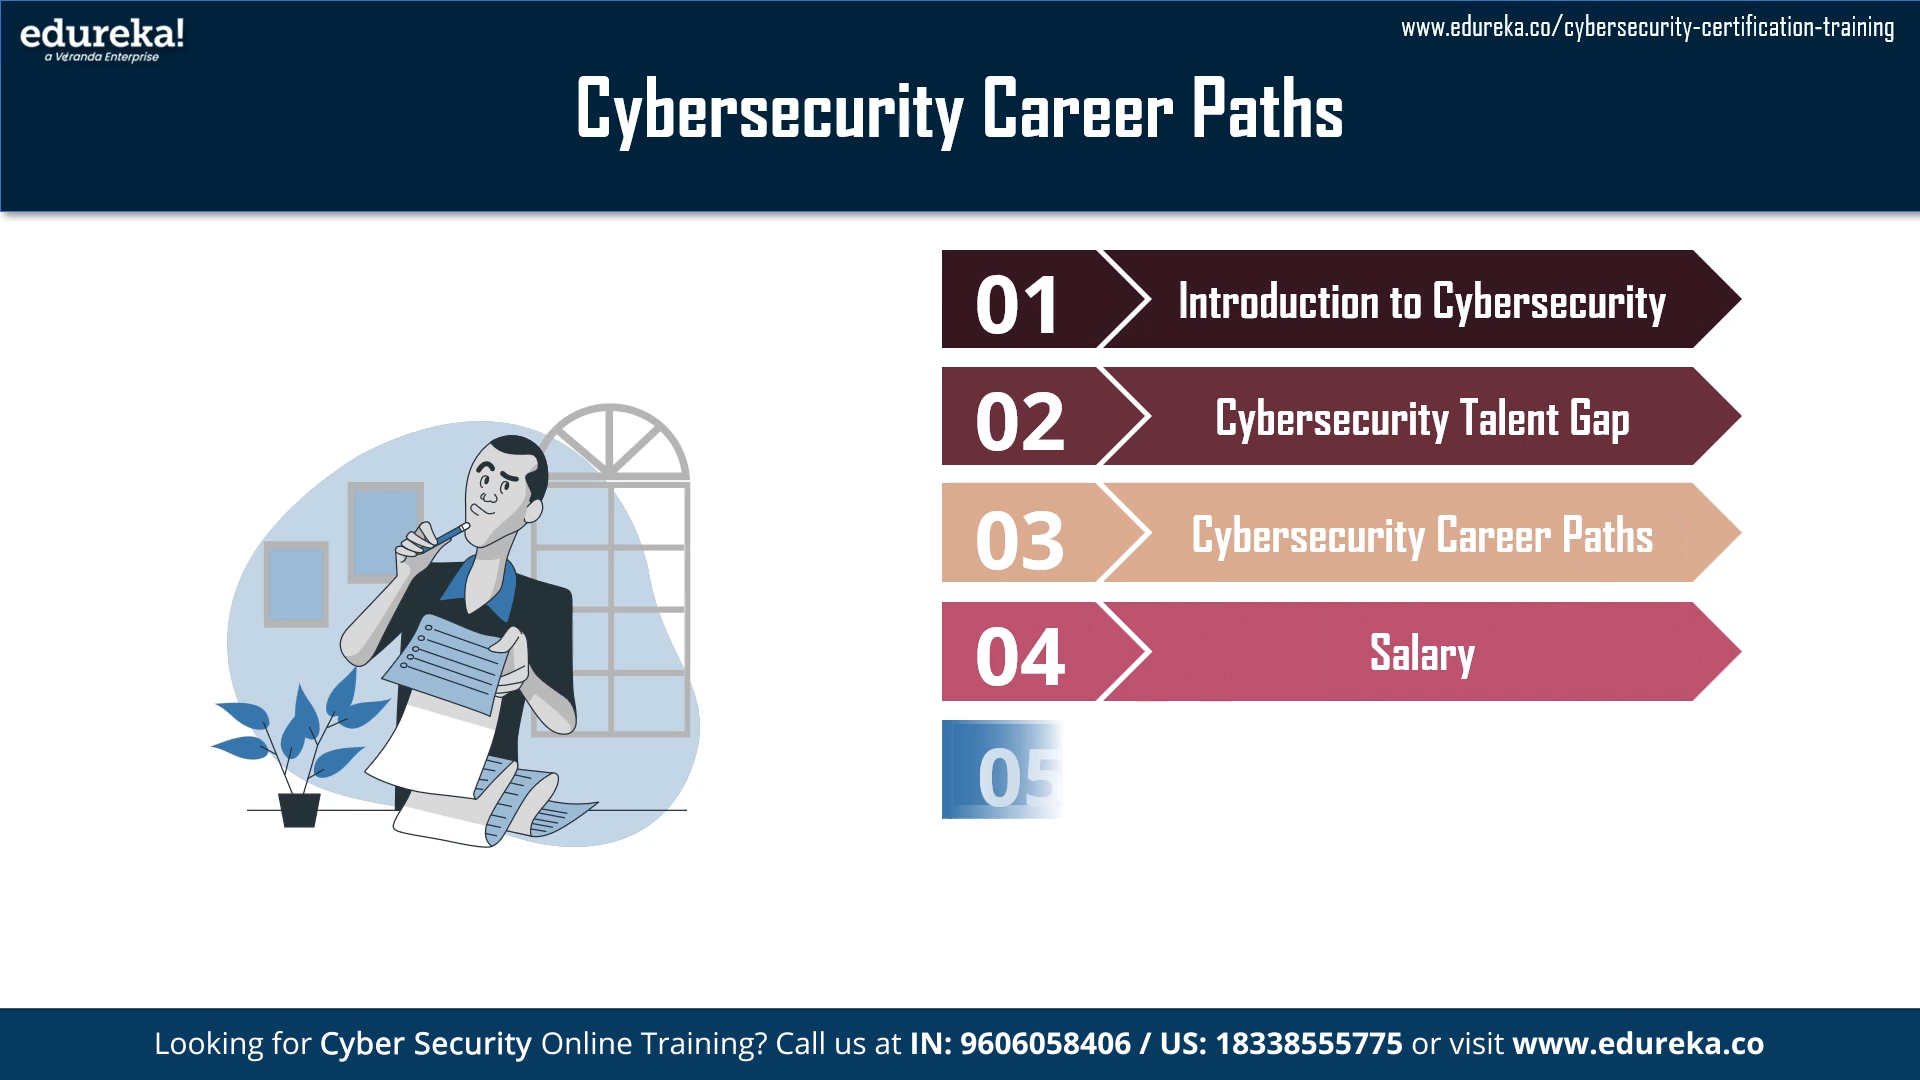 edureka!
a Veranda Enterprise
www.edureka.co/cybersecurity-certification-training
Cybersecurity Career Paths
01 Introduction to Cybersecurity
02 Cybersecurity Talent Gap
03 Cybersecurity Career Paths
04 Salary
05
Looking for Cyber Security Online Training? Call us at IN: 9606058406 / US: 18338555775 or visit www.edureka.co